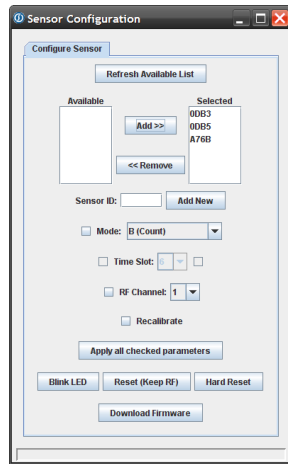 Sensor Configuration
Configure Sensor
Refresh Available List
Available Selected
Add >>
0DB3
0DB5
A76B
<< Remove
Sensor ID: Add New
Mode: B (Count)
Time Slot: 6
RF Channel: 1
Recalibrate
Apply all checked parameters
Blink LED Reset (Keep RF) Hard Reset
Download Firmware